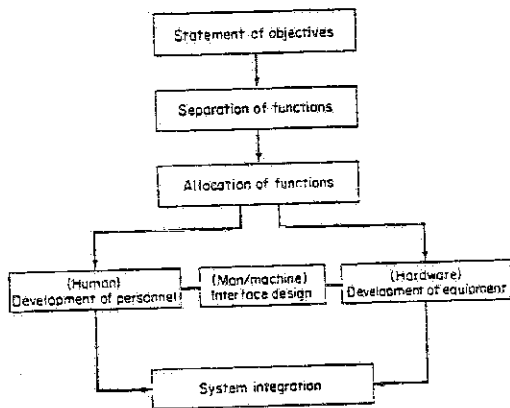 Statement of objectives
Separation of functions
Allocation of functions
(Human)
Development of personnel
(Man/machine)
Interface design
(Hardware)
Development of equipment
System integration